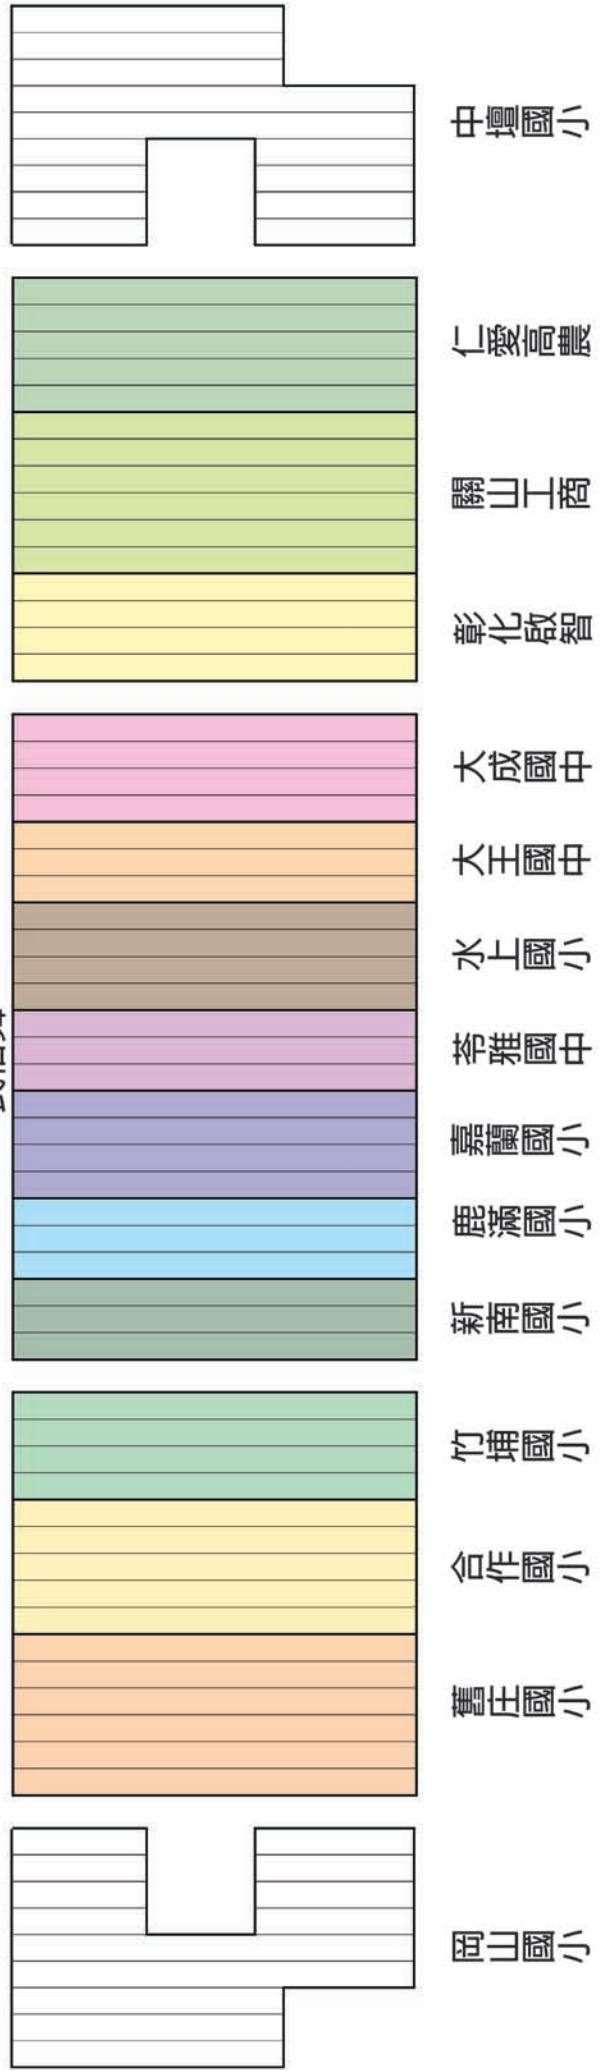 中壇國小
仁愛高農
關山工商
彰化啟智
大成國中
大王國中
水上國小
苓雅國中
嘉蘭國小
鹿滿國小
新南國小
竹埔國小
合作國小
舊庄國小
岡山國小